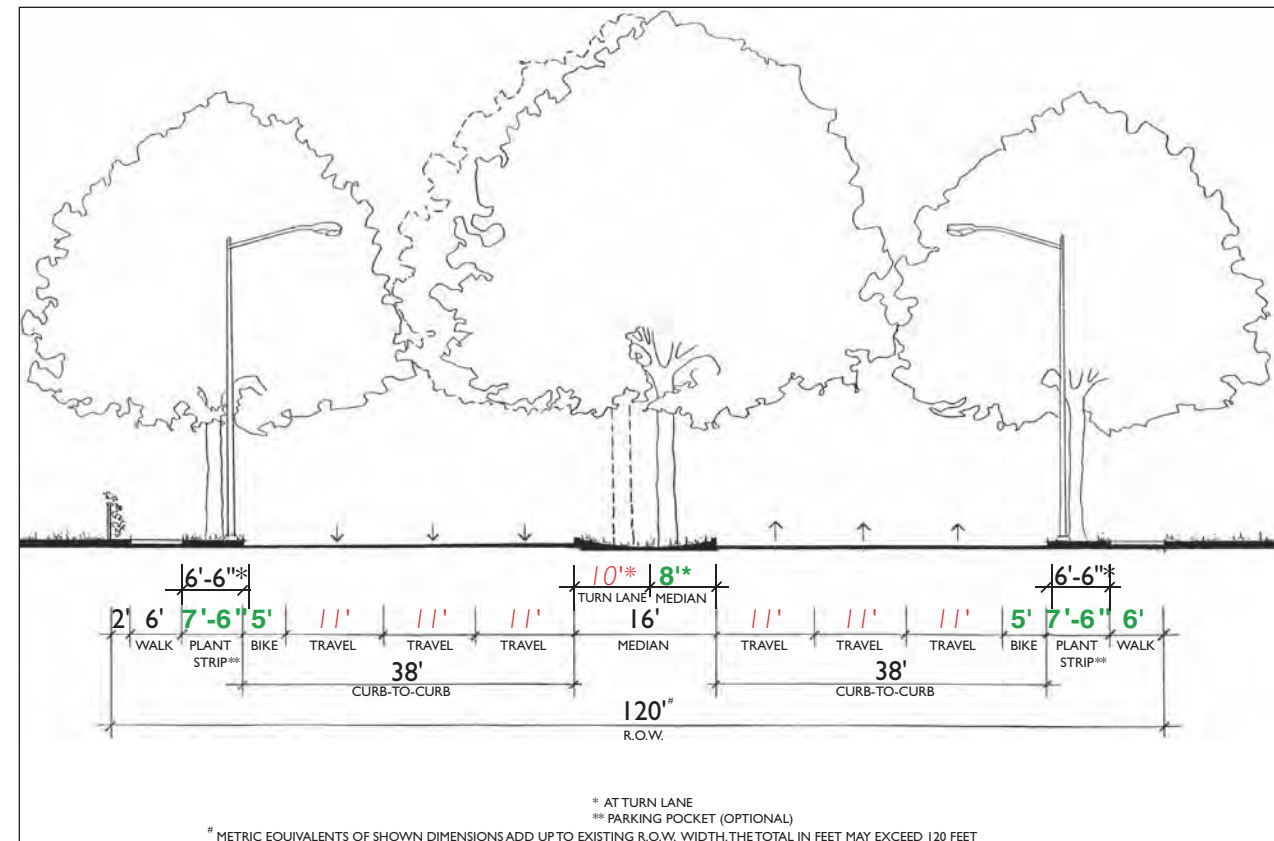 6'-6"* 10'* 8'* 6'-6"*
TURN LANE MEDIAN
2' 6' 7'-6" 5' 11' 11' 11' 16' 11' 11' 11' 5' 7'-6" 6'
WALK PLANT BIKE TRAVEL TRAVEL TRAVEL MEDIAN TRAVEL TRAVEL TRAVEL BIKE PLANT WALK
STRIP** STRIP**
38' 38'
CURB-TO-CURB CURB-TO-CURB
120'#
R.O.W.
* AT TURN LANE
** PARKING POCKET (OPTIONAL)
# METRIC EQUIVALENTS OF SHOWN DIMENSIONS ADD UP TO EXISTING R.O.W. WIDTH. THE TOTAL IN FEET MAY EXCEED 120 FEET